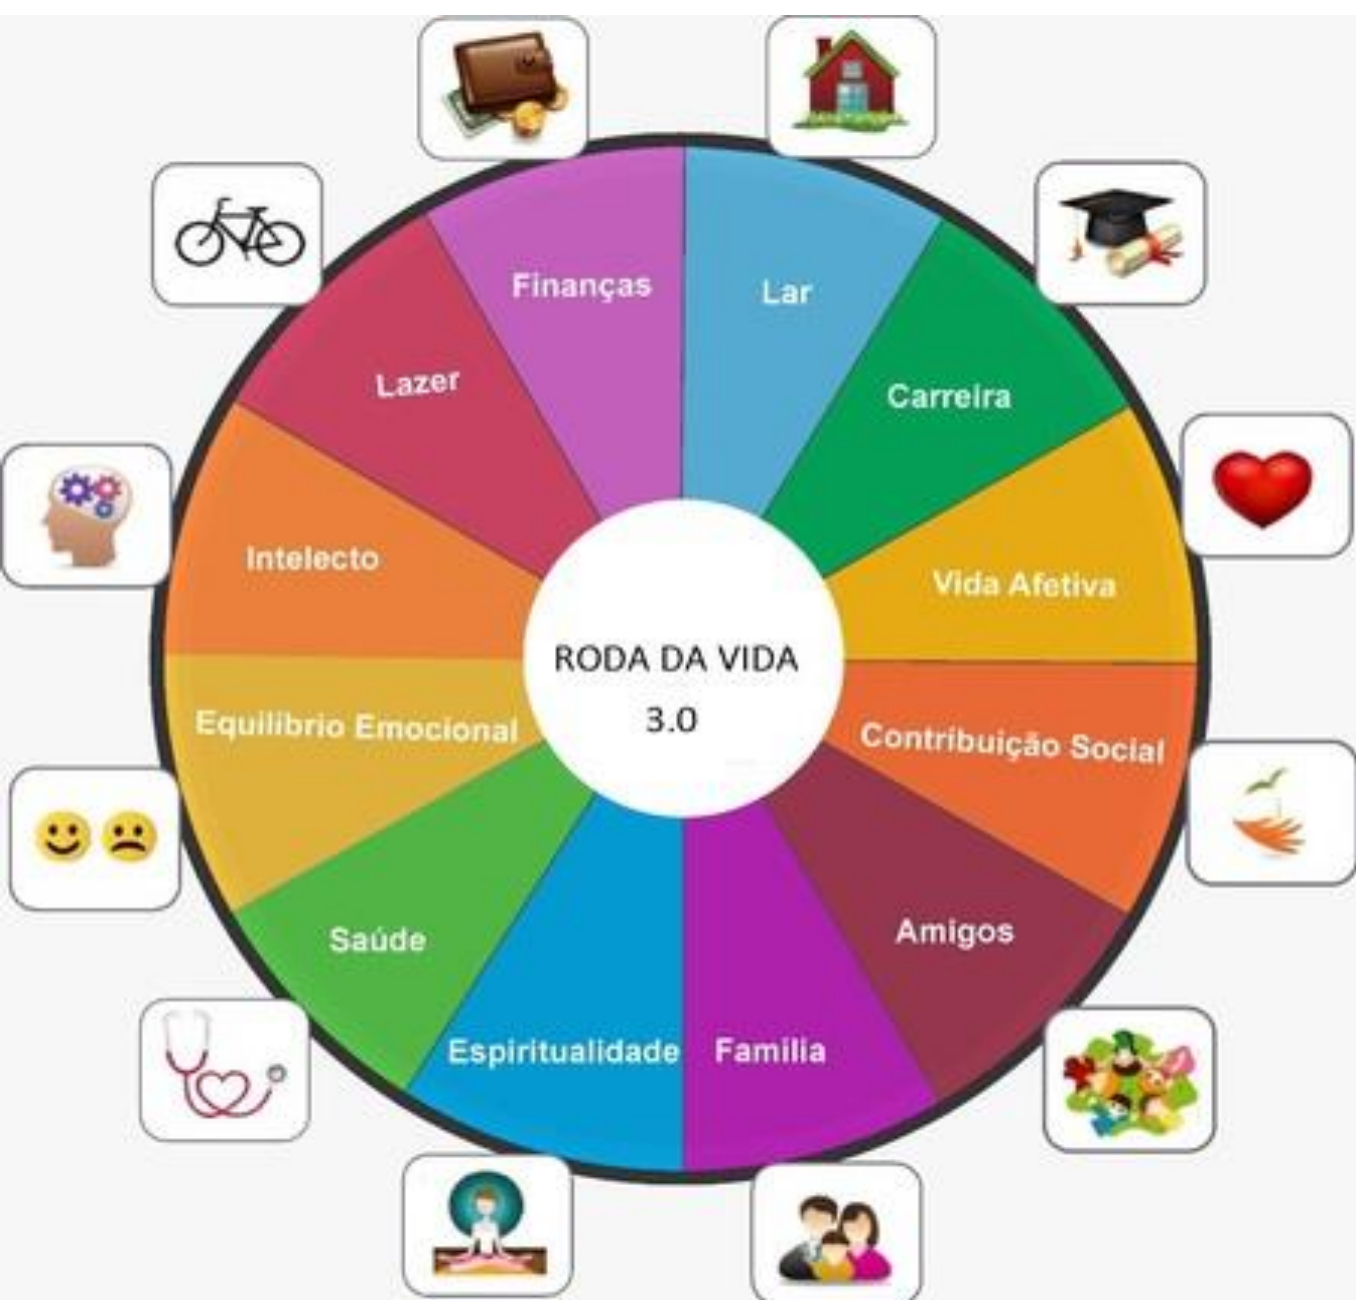 Finanças
Lar
Lazer
Carreira
Intelecto
Vida Afetiva
RODA DA VIDA
3.0
Equilíbrio Emocional
Contribuição Social
Saúde
Amigos
Espiritualidade
Familia